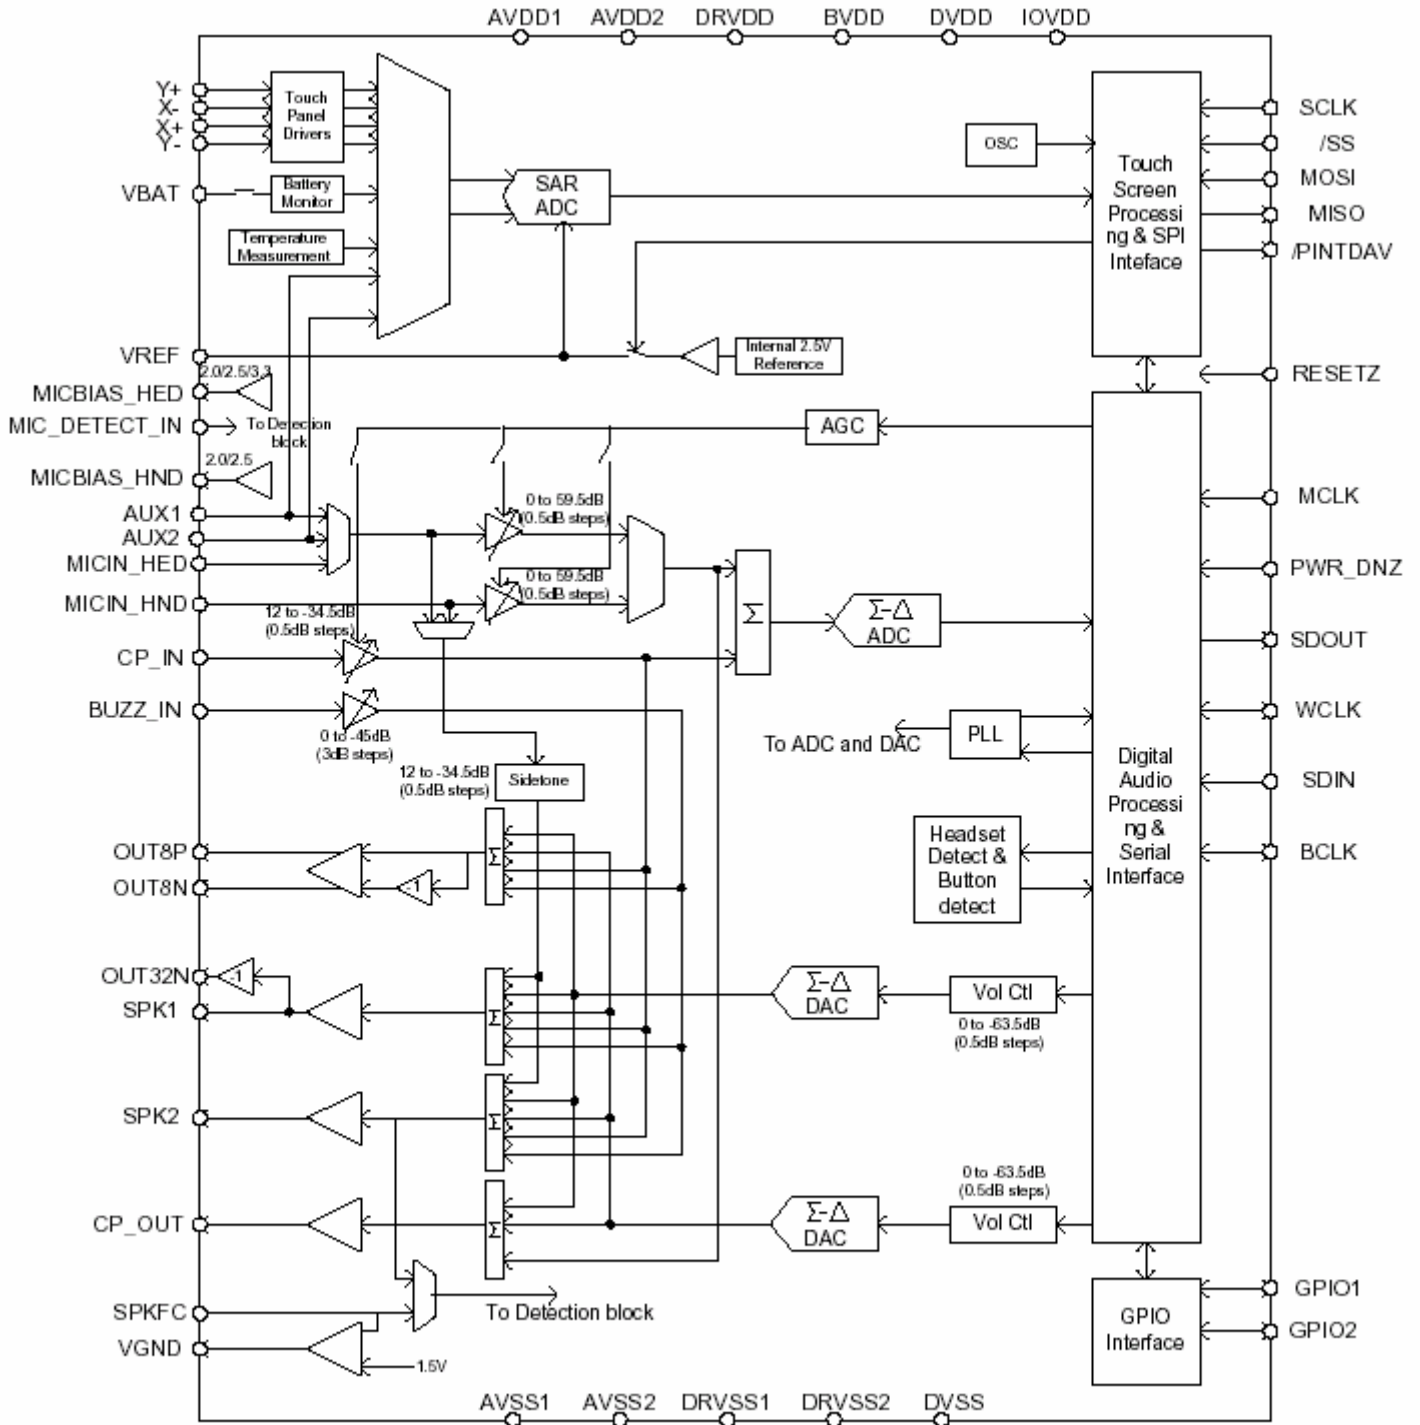 AVDD1 AVDD2 DRVDD BVDD DVDD IOVDD
Y+
X-
X+
Y-
Touch
Panel
Drivers
VBAT
Battery
Monitor
Temperature
Measurement
SAR
ADC
OSC
Touch
Screen
Processi
ng & SPI
Inteface
SCLK
/SS
MOSI
MISO
/PINTDAV
VREF
Internal 2.5V
Reference
RESETZ
2.0/2.5/3.3
MICBIAS_HED
MIC_DETECT_IN
To Detection
block
AGC
2.0/2.5
MICBIAS_HND
AUX1
AUX2
MICIN_HED
MICIN_HND
0 to 59.5dB
(0.5dB steps)
0 to 59.5dB
(0.5dB steps)
12 to -34.5dB
(0.5dB steps)
Σ
Σ-Δ
ADC
MCLK
PWR_DNZ
SDOUT
WCLK
SDIN
BCLK
CP_IN
BUZZ_IN
0 to -45dB
(3dB steps)
To ADC and DAC
PLL
12 to -34.5dB
(0.5dB steps)
Sidetone
Digital
Audio
Processi
ng &
Serial
Interface
Headset
Detect &
Button
detect
OUT8P
OUT8N
-1
Σ
OUT32N
-1
SPK1
Σ
Σ-Δ
DAC
Vol Ctl
0 to -63.5dB
(0.5dB steps)
SPK2
Σ
0 to -63.5dB
(0.5dB steps)
CP_OUT
Σ
Σ-Δ
DAC
Vol Ctl
SPKFC
VGND
1.5V
To Detection block
GPIO
Interface
GPIO1
GPIO2
AVSS1 AVSS2 DRVSS1 DRVSS2 DVSS